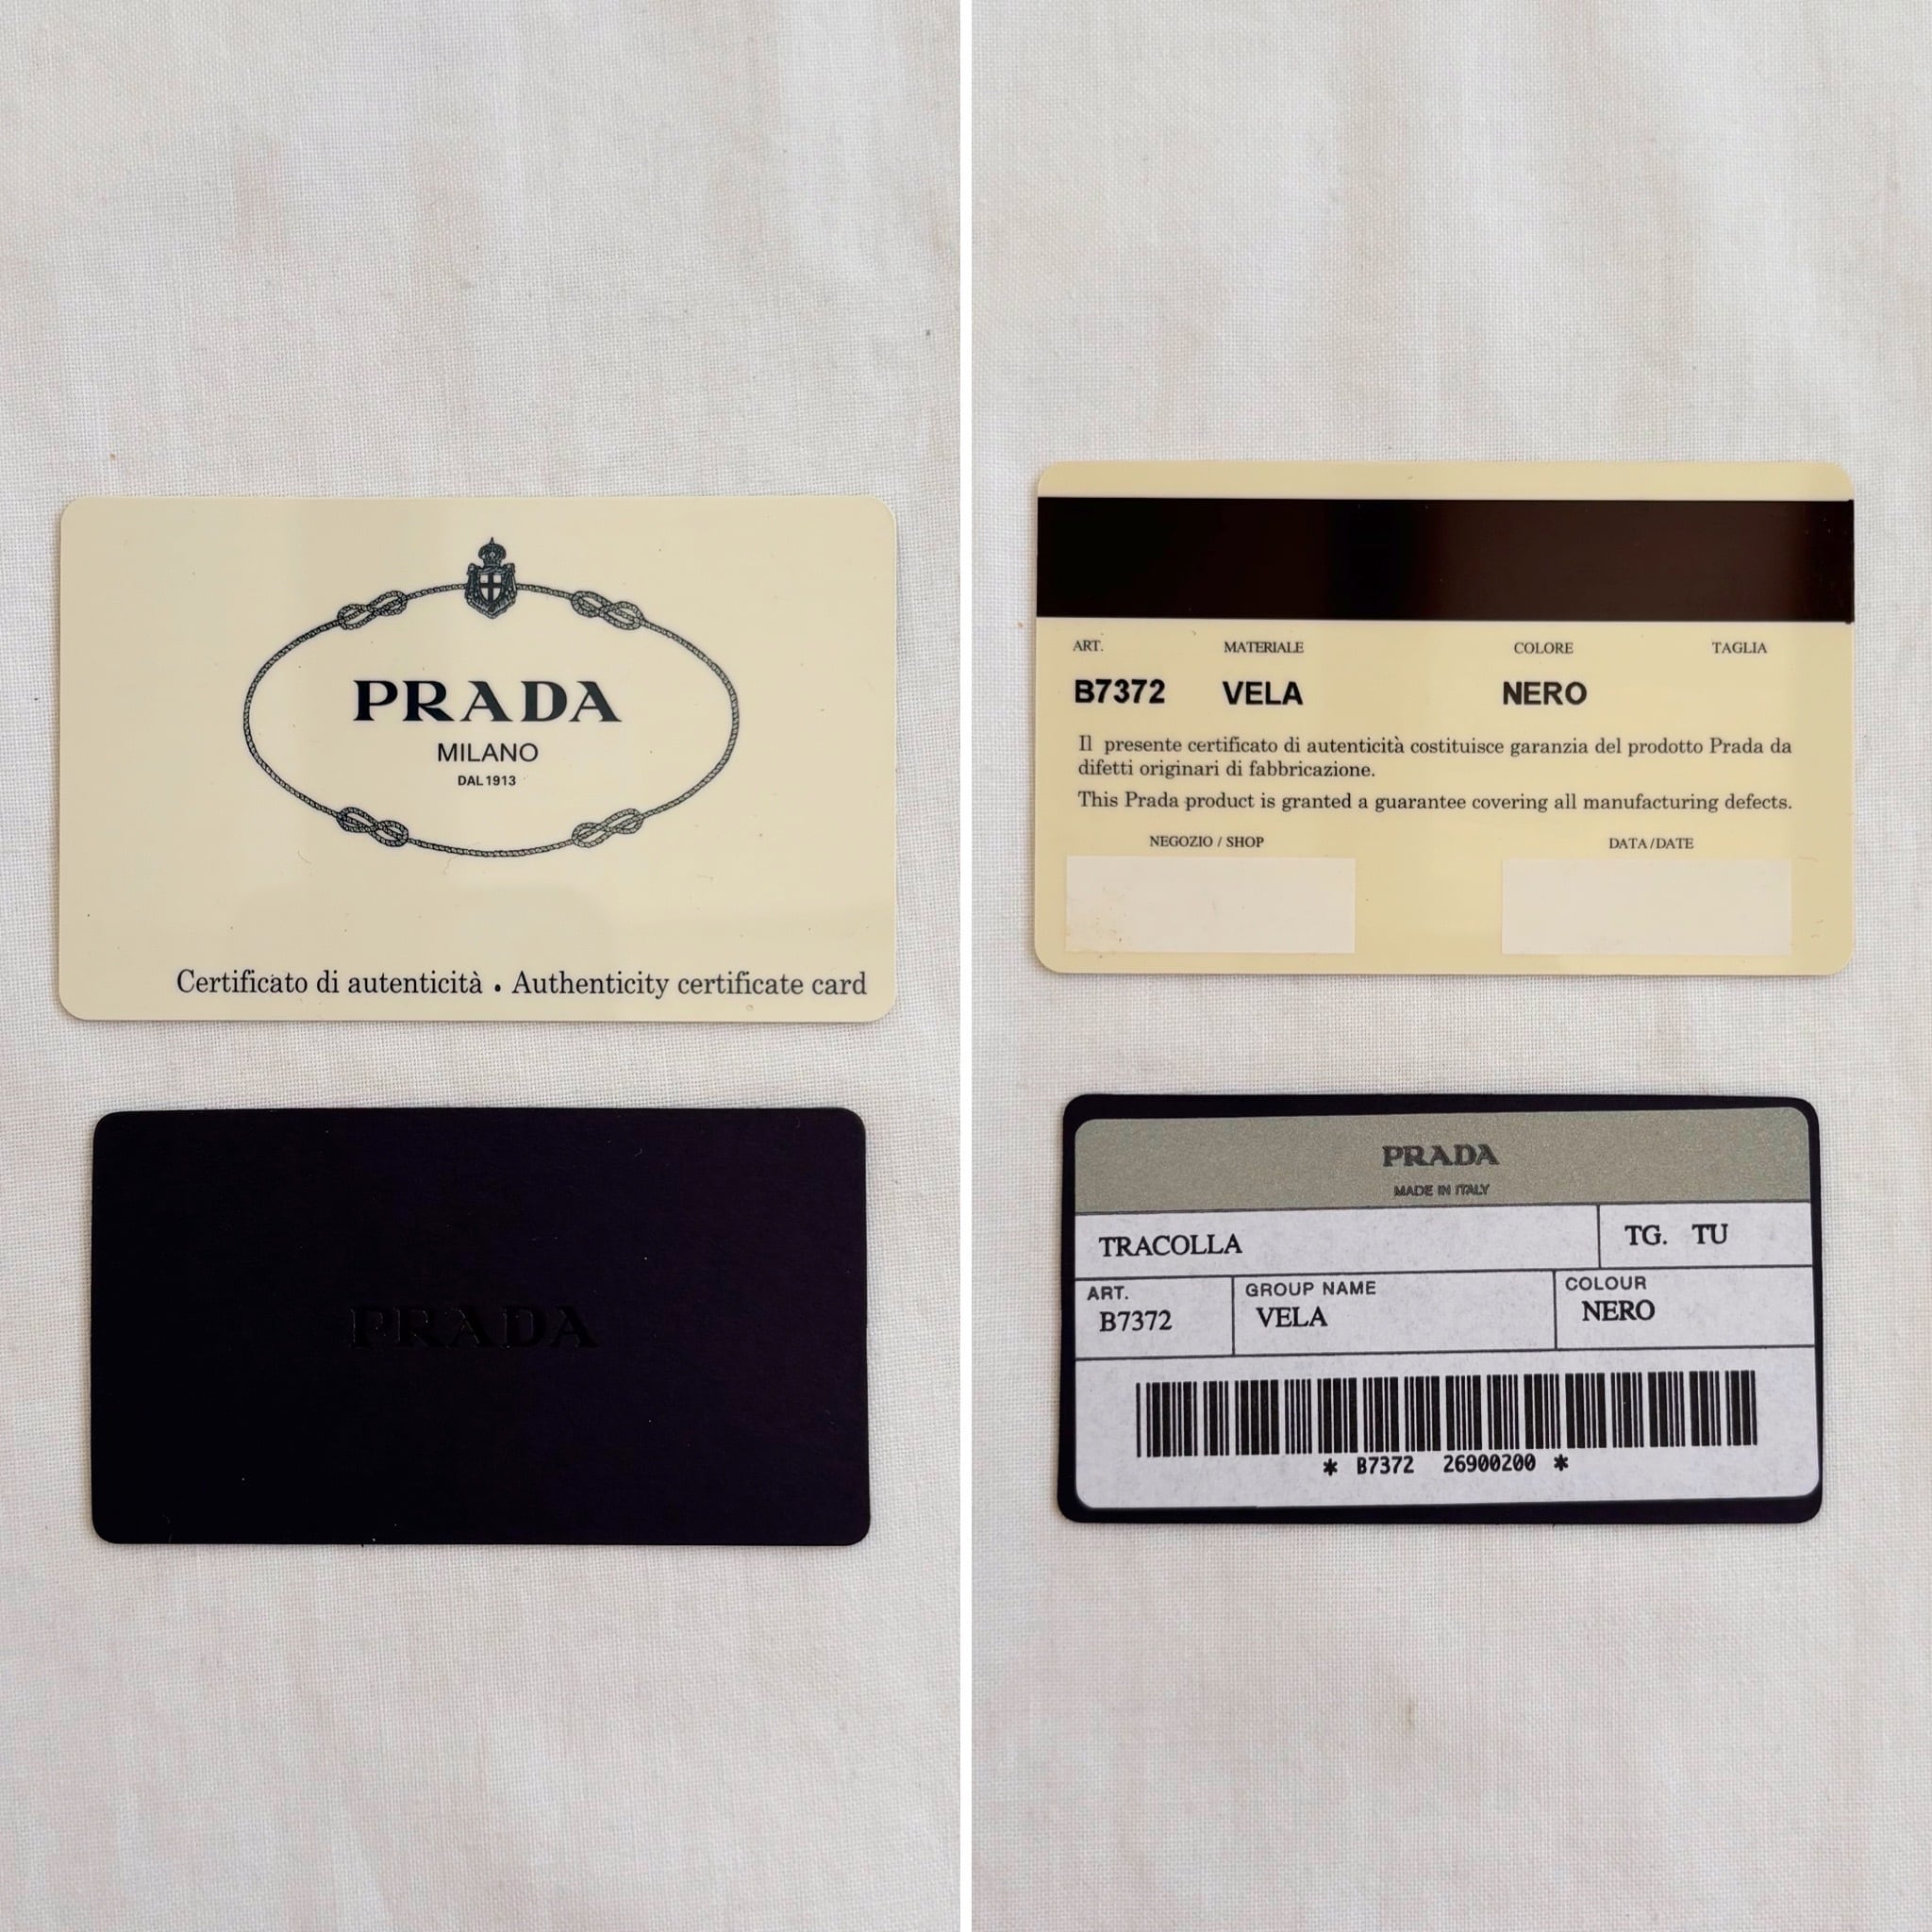 PRADA
MILANO
DAL 1913
Certificato di autenticità • Authenticity certificate card
PRADA
ART. MATERIALE COLORE TAGLIA
B7372 VELA NERO
Il presente certificato di autenticità costituisce garanzia del prodotto Prada da
difetti originari di fabbricazione.
This Prada product is granted a guarantee covering all manufacturing defects.
NEGOZIO / SHOP DATA/DATE
PRADA
MADE IN ITALY
TRACOLLA TG. TU
ART. GROUP NAME COLOUR
B7372 VELA NERO
* B7372 26900200 *